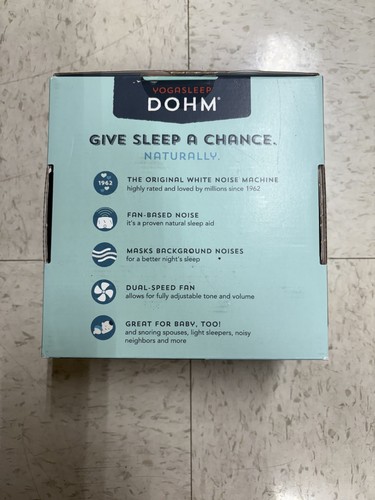 YOGASLEEP
DOHM®
GIVE SLEEP A CHANCE.
NATURALLY.
1962
THE ORIGINAL WHITE NOISE MACHINE
highly rated and loved by millions since 1962
FAN-BASED NOISE
it's a proven natural sleep aid
MASKS BACKGROUND NOISES
for a better night's sleep
DUAL-SPEED FAN
allows for fully adjustable tone and volume
GREAT FOR BABY, TOO!
and snoring spouses, light sleepers, noisy
neighbors and more